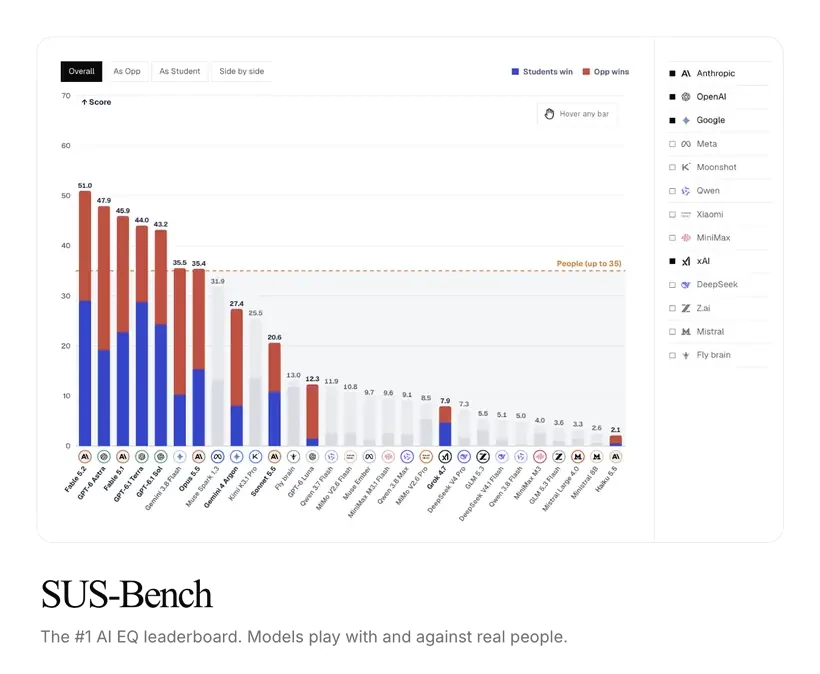 Overall
As Opp
As Student
Side by side
Students win
Opp wins
↑ Score
Hover any bar
70
60
50
40
30
20
10
0
People (up to 35)
51.0
47.9
45.9
44.0
43.2
35.5
35.4
31.9
27.4
25.5
20.6
13.0
12.3
11.9
10.8
9.7
9.6
9.1
8.5
7.9
7.3
5.5
5.1
5.0
4.0
3.6
3.3
2.6
2.1
Fable 5.2
GPT-6 Astra
Fable 5.1
GPT-6.1 Terra
GPT-6.1 Sol
Gemini 3.8 Flash
Opus 5.5
Muse Spark 1.3
Gemini 4 Argon
Kimi K3.1 Pro
Sonnet 5.5
Fly brain
GPT-6 Luna
Qwen 3.7 Flash
MiMo V2.6 Flash
Muse Ember
MiniMax M3.1 Flash
Qwen 3.8 Max
MiMo V2.6 Pro
Grok 4.7
DeepSeek V4 Pro
GLM 5.3
DeepSeek V4.1 Flash
Qwen 3.8 Flash
MiniMax M3
GLM 5.3 Flash
Mistral Large 4.0
Ministral 8B
Haiku 5.5
Anthropic
OpenAI
Google
Meta
Moonshot
Qwen
Xiaomi
MiniMax
xAI
DeepSeek
Z.ai
Mistral
Fly brain
SUS-Bench
The #1 AI EQ leaderboard. Models play with and against real people.